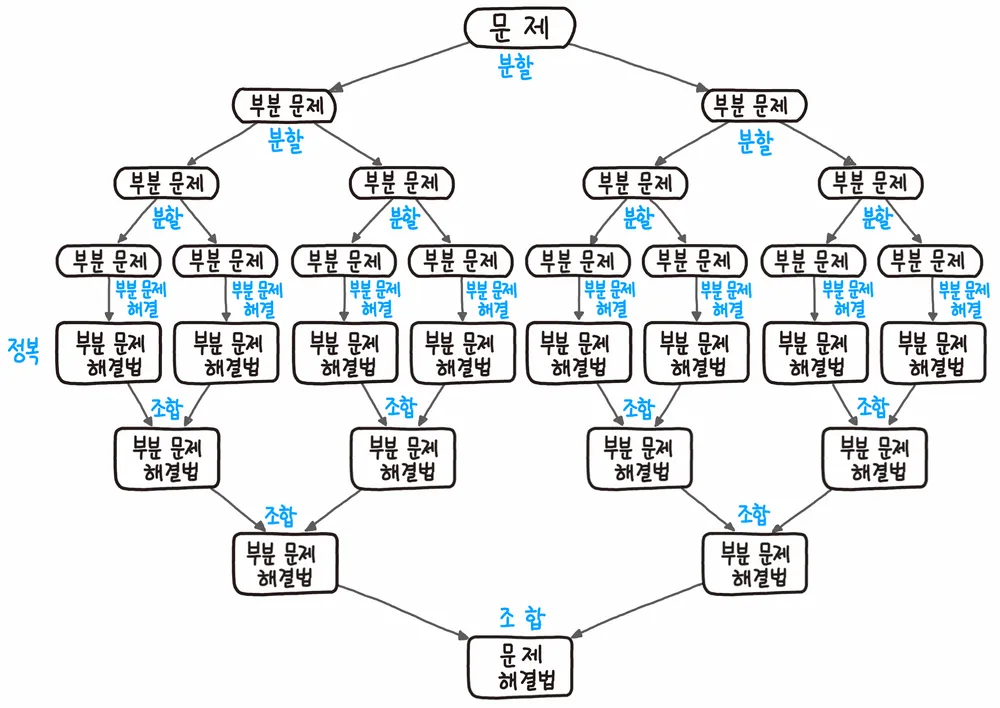 문 제
분할
부분 문제
부분 문제
분할
분할
부분 문제
부분 문제
부분 문제
부분 문제
분할
분할
분할
분할
부분 문제
부분 문제
부분 문제
부분 문제
부분 문제
부분 문제
부분 문제
부분 문제
부분 문제
해결
부분 문제
해결
부분 문제
해결
부분 문제
해결
부분 문제
해결
부분 문제
해결
부분 문제
해결
부분 문제
해결
정복
부분 문제
해결법
부분 문제
해결법
부분 문제
해결법
부분 문제
해결법
부분 문제
해결법
부분 문제
해결법
부분 문제
해결법
부분 문제
해결법
조합
조합
조합
조합
부분 문제
해결법
부분 문제
해결법
부분 문제
해결법
부분 문제
해결법
조합
조합
부분 문제
해결법
부분 문제
해결법
조 합
문 제
해결법